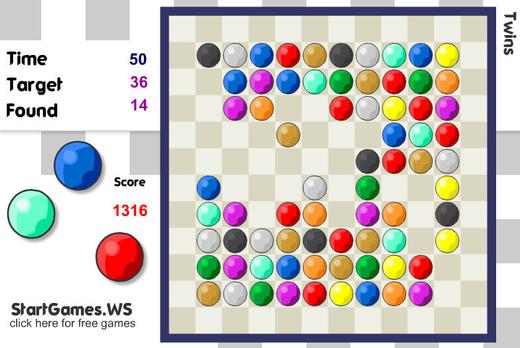 Time 50
Target 36
Found 14
Score
1316
StartGames.WS
click here for free games
Twins